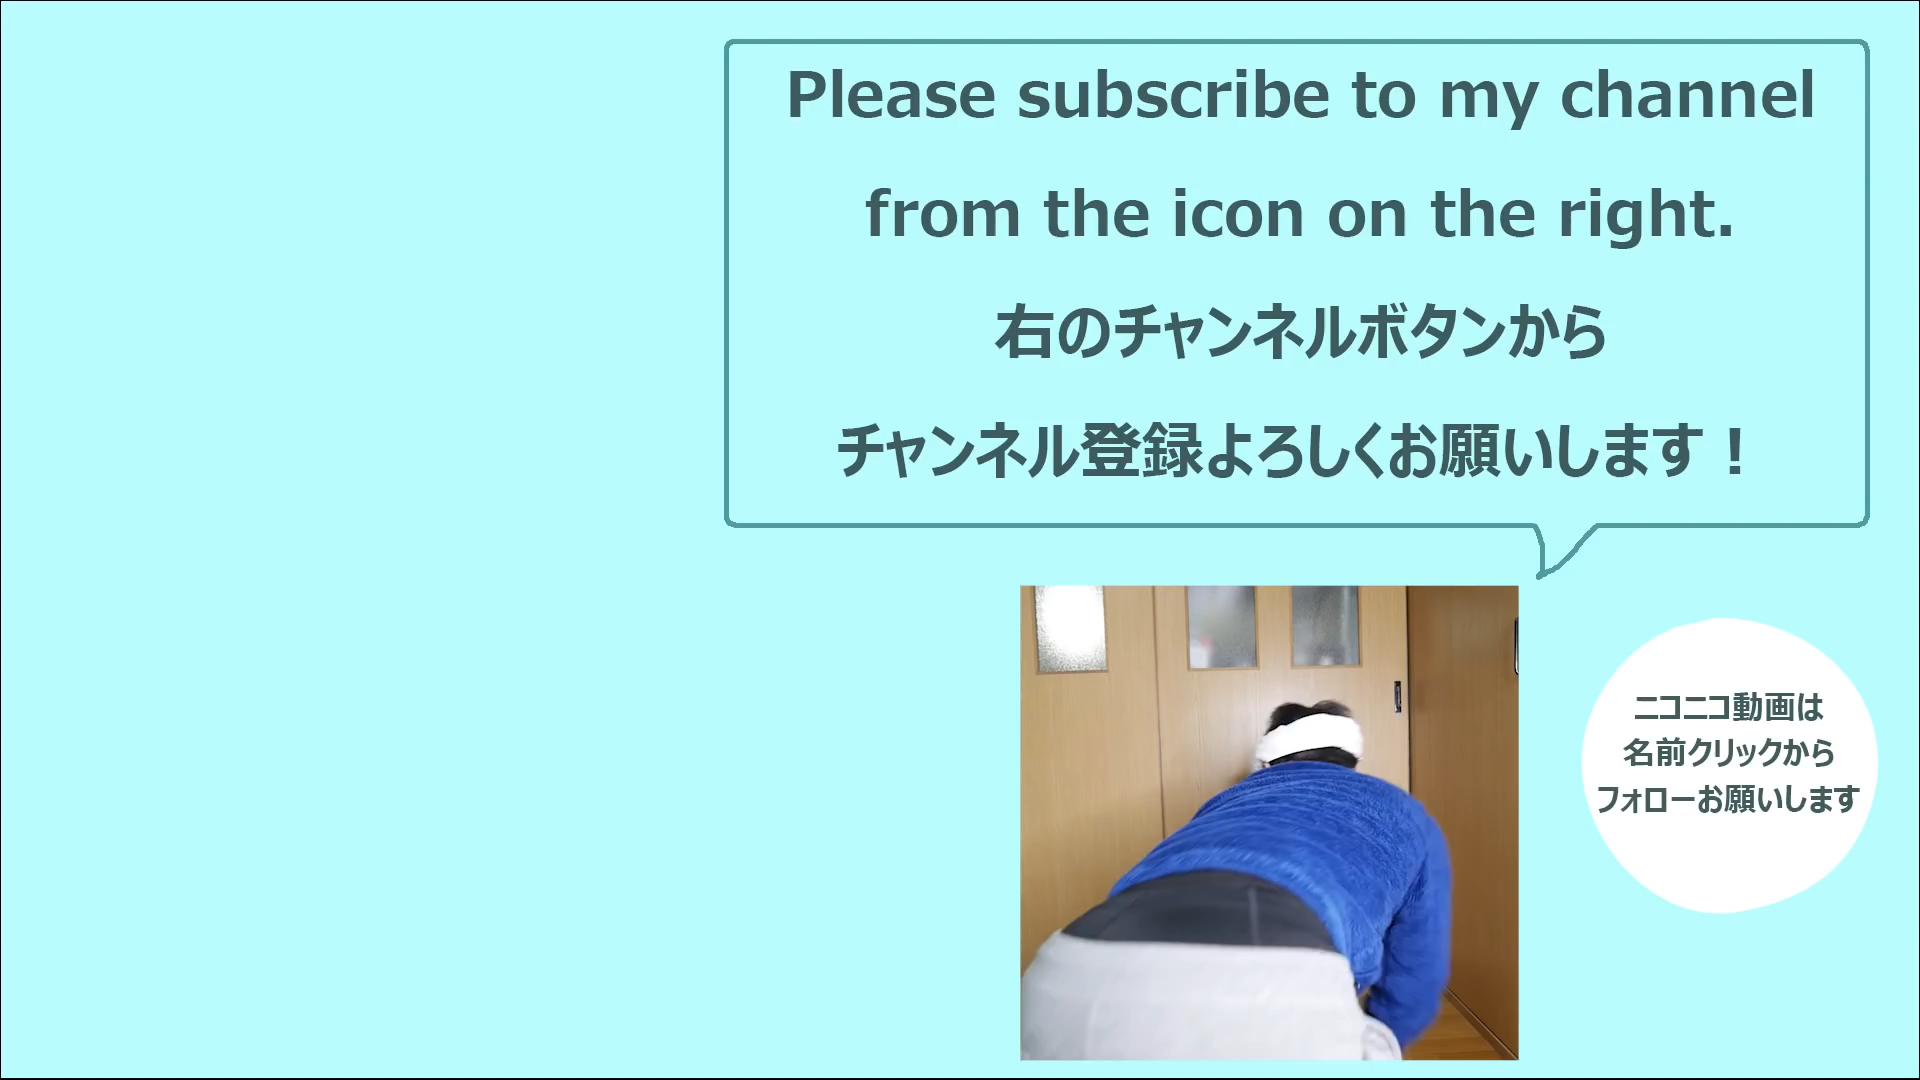 Please subscribe to my channel
from the icon on the right.
右のチャンネルボタンから
チャンネル登録よろしくお願いします！
ニコニコ動画は
名前クリックから
フォローお願いします